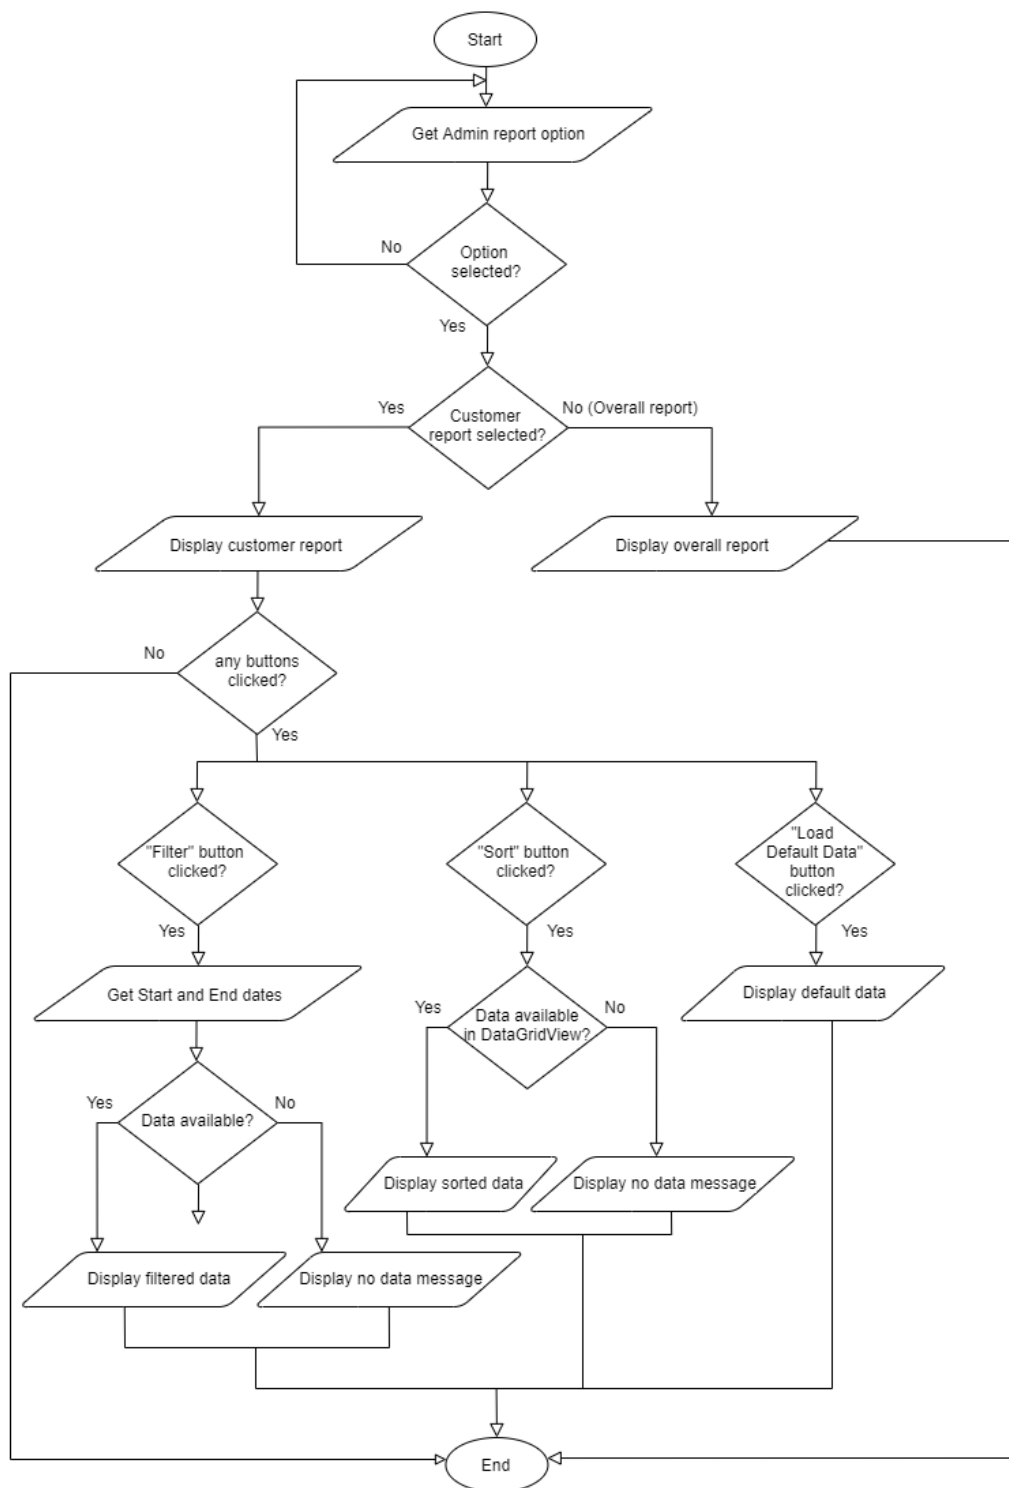 Start
Get Admin report option
No
Option
selected?
Yes
Yes
Customer
report selected?
No (Overall report)
Display customer report
Display overall report
No
any buttons
clicked?
Yes
"Filter" button
clicked?
"Sort" button
clicked?
"Load
Default Data"
button
clicked?
Yes
Yes
Yes
Get Start and End dates
Yes
Data available
in DataGridView?
No
Display default data
Yes
Data available?
No
Display sorted data
Display no data message
Display filtered data
Display no data message
End